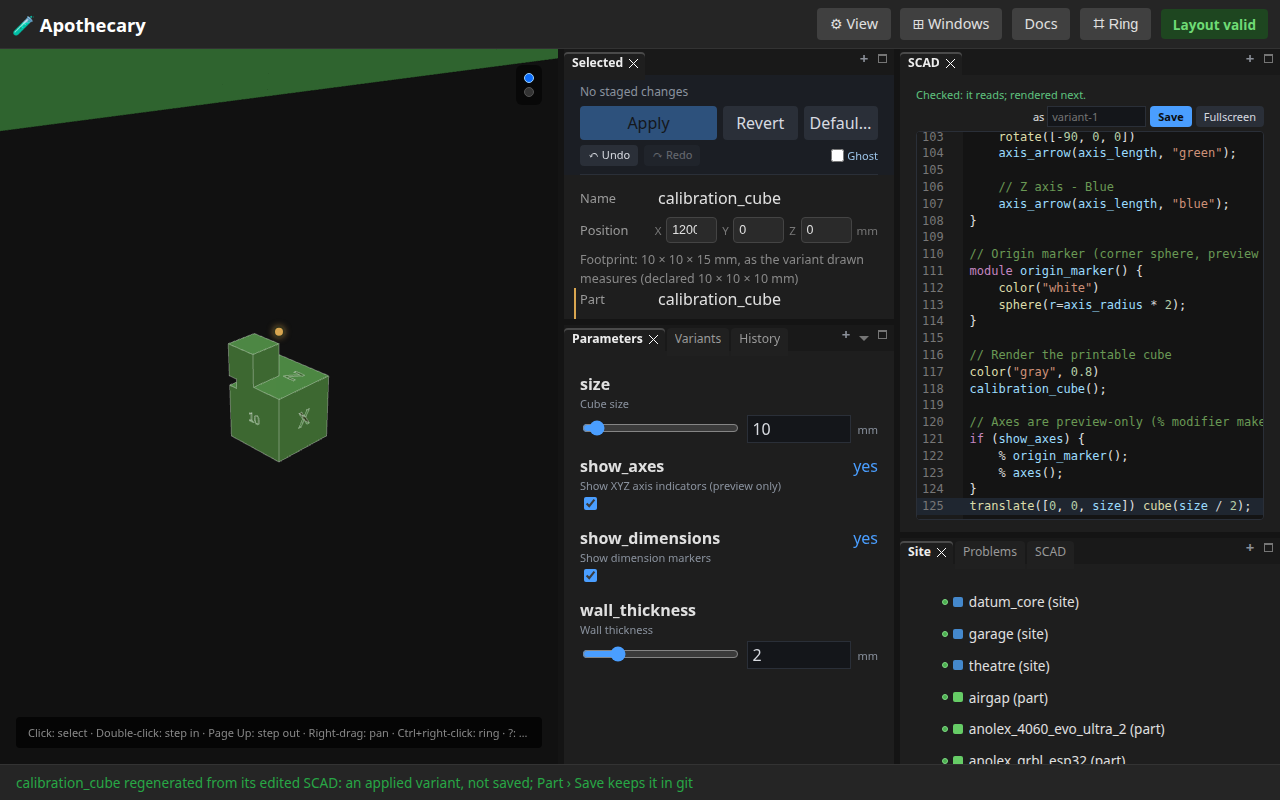 🧪 Apothecary
⚙ View
⊞ Windows
Docs
⌗ Ring
Layout valid
10
X
N
Click: select · Double-click: step in · Page Up: step out · Right-drag: pan · Ctrl+right-click: ring · ?: ...
Selected
No staged changes
Apply
Revert
Defaul...
↶ Undo
↷ Redo
Ghost
Name calibration_cube
Position X 1200 Y 0 Z 0 mm
Footprint: 10 × 10 × 15 mm, as the variant drawn
measures (declared 10 × 10 × 10 mm)
Part calibration_cube
Parameters
Variants
History
size
Cube size
10 mm
show_axes yes
Show XYZ axis indicators (preview only)
show_dimensions yes
Show dimension markers
wall_thickness
Wall thickness
2 mm
SCAD
Checked: it reads; rendered next.
as variant-1 Save Fullscreen
103 rotate([-90, 0, 0])
104 axis_arrow(axis_length, "green");
105
106 // Z axis - Blue
107 axis_arrow(axis_length, "blue");
108 }
109
110 // Origin marker (corner sphere, preview
111 module origin_marker() {
112 color("white")
113 sphere(r=axis_radius * 2);
114 }
115
116 // Render the printable cube
117 color("gray", 0.8)
118 calibration_cube();
119
120 // Axes are preview-only (% modifier make
121 if (show_axes) {
122 % origin_marker();
123 % axes();
124 }
125 translate([0, 0, size]) cube(size / 2);
Site
Problems
SCAD
datum_core (site)
garage (site)
theatre (site)
airgap (part)
anolex_4060_evo_ultra_2 (part)
anolex_grbl_esp32 (part)
calibration_cube regenerated from its edited SCAD: an applied variant, not saved; Part › Save keeps it in git